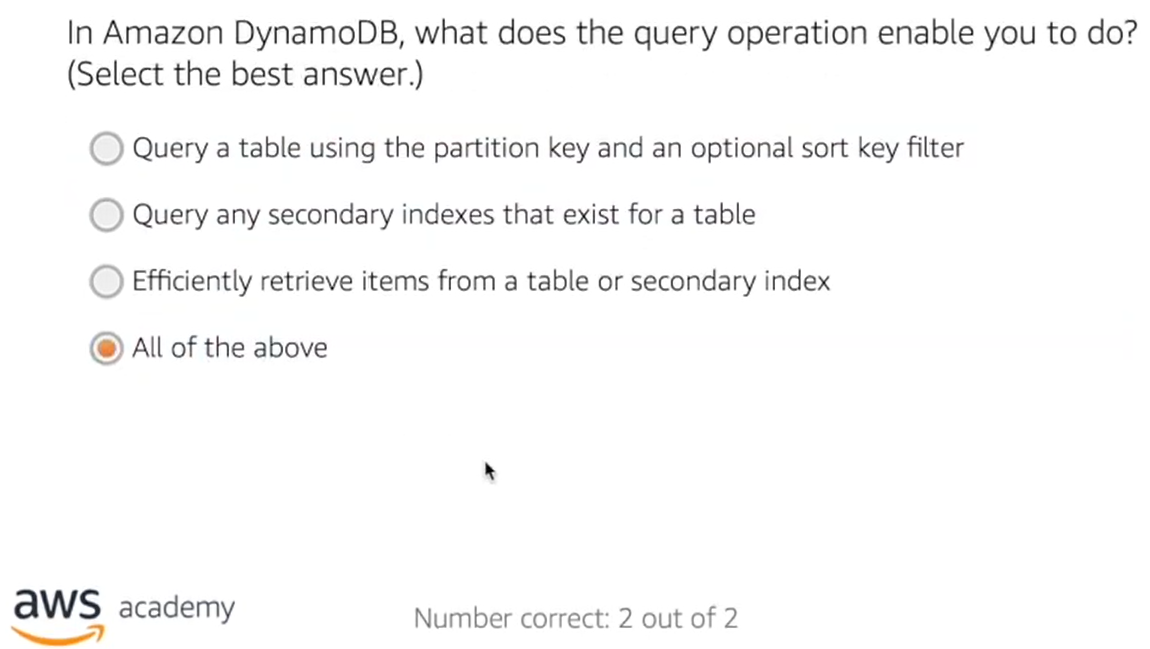 In Amazon DynamoDB, what does the query operation enable you to do?
(Select the best answer.)
Query a table using the partition key and an optional sort key filter
Query any secondary indexes that exist for a table
Efficiently retrieve items from a table or secondary index
All of the above
aws academy
Number correct: 2 out of 2